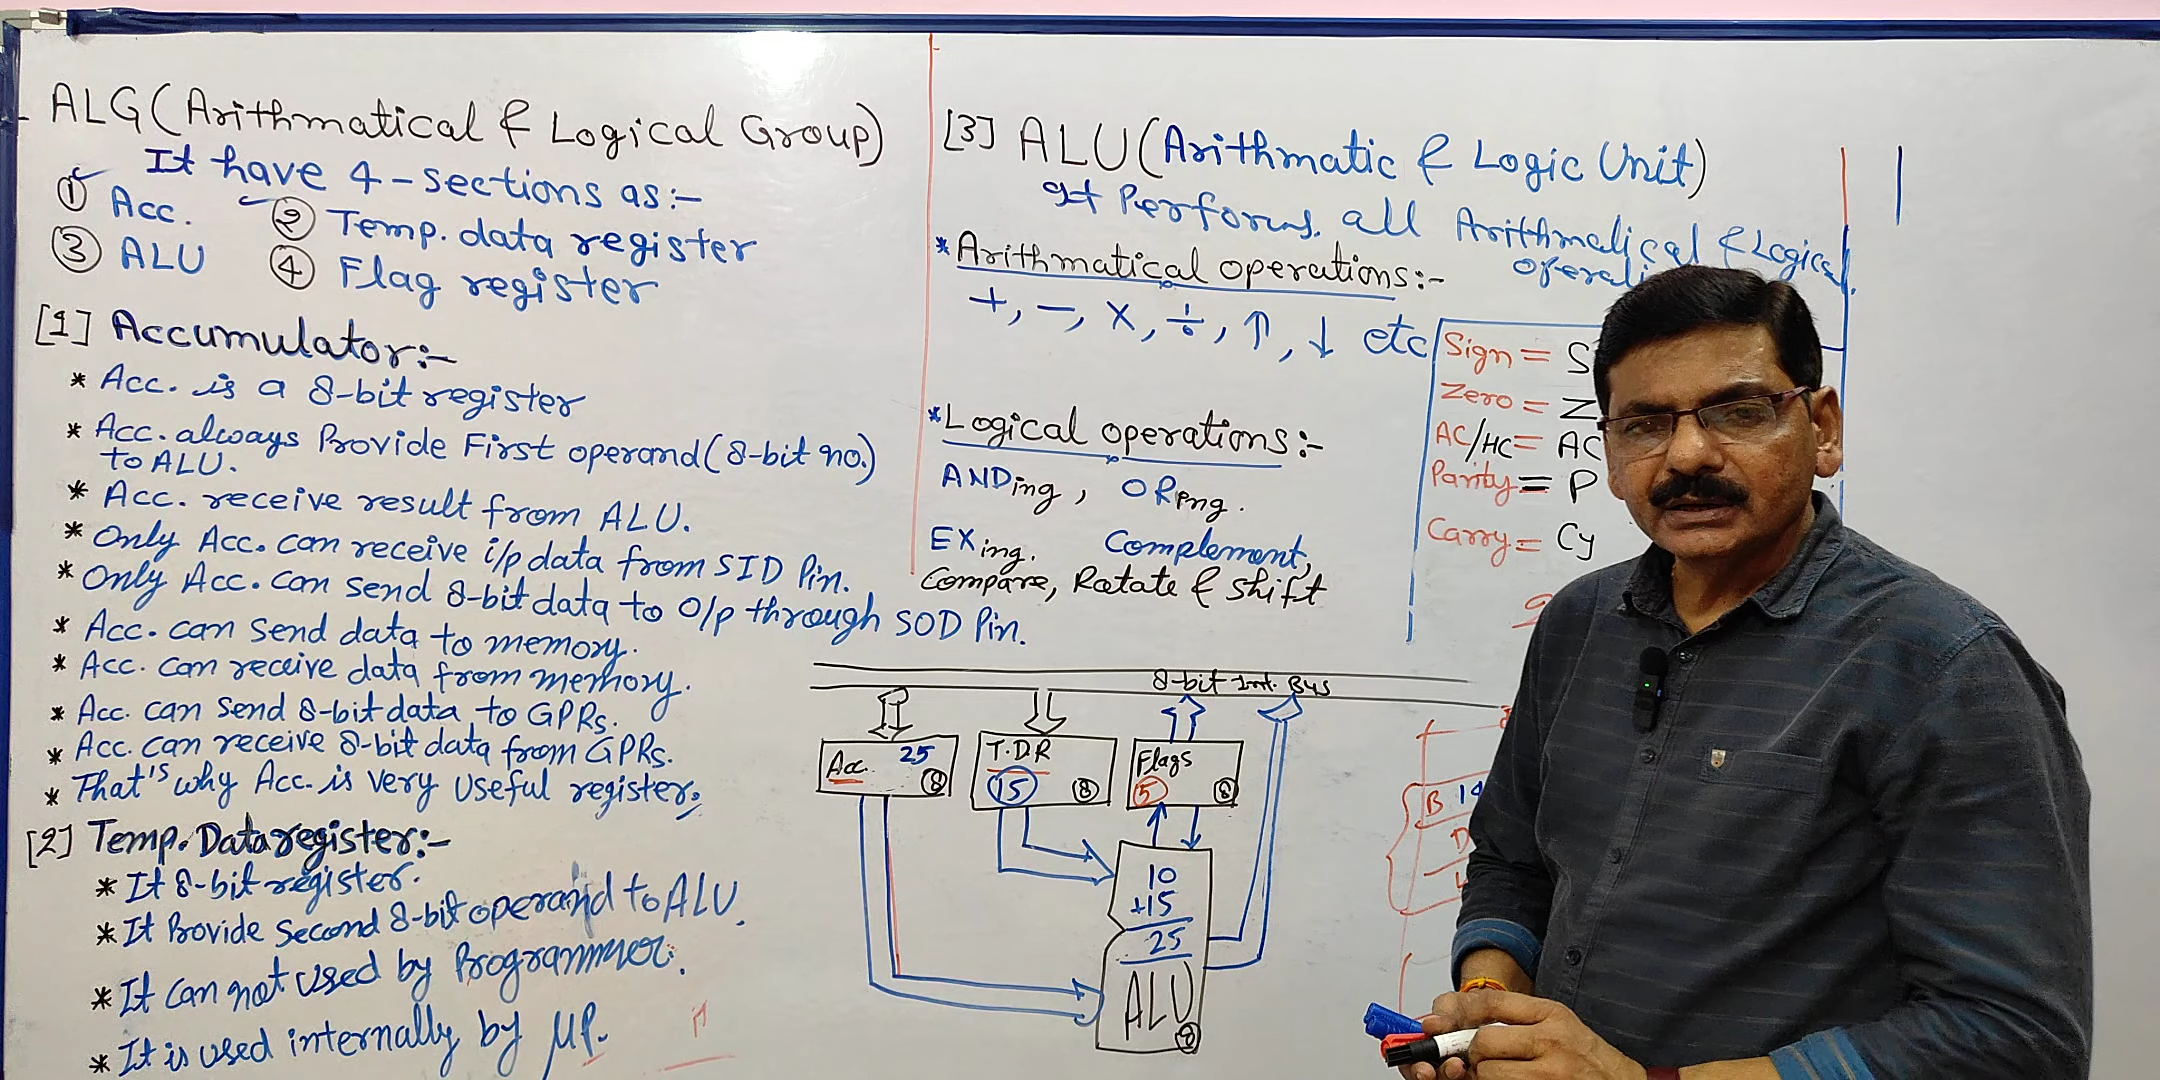 ALG (Arithmatical & Logical Group)
It have 4-sections as:-
① Acc. ② Temp. data register
③ ALU ④ Flag register
[1] Accumulator:-
* Acc. is a 8-bit register
* Acc. always Provide First operand (8-bit no.)
to ALU.
* Acc. receive result from ALU.
* Only Acc. can receive i/p data from SID Pin.
* Only Acc. can send 8-bit data to O/p through SOD Pin.
* Acc. can send data to memory.
* Acc. can receive data from memory.
* Acc. can send 8-bit data to GPRs.
* Acc. can receive 8-bit data from GPRs.
* That's why Acc. is very useful register.
[2] Temp. Data register:-
* It 8-bit register.
* It Provide Second 8-bit operand to ALU.
* It can not used by Programmer.
* It is used internally by μP.
[3] ALU (Arithmatic & Logic Unit)
It Performs all Arithmatical & Logical
* Arithmatical operations:-
+, −, ×, ÷, ↑, ↓ etc
* Logical operations:-
ANDing, ORing.
EXing. Complement,
Compare, Rotate & Shift
Sign = S
Zero = Z
AC/HC = AC
Parity = P
Carry = Cy
8-bit Int. Bus
Acc. 25 ⑧
T.D.R 15 ⑧
Flags 5 ⑧
10
+15
25
ALU ⑧
B
D